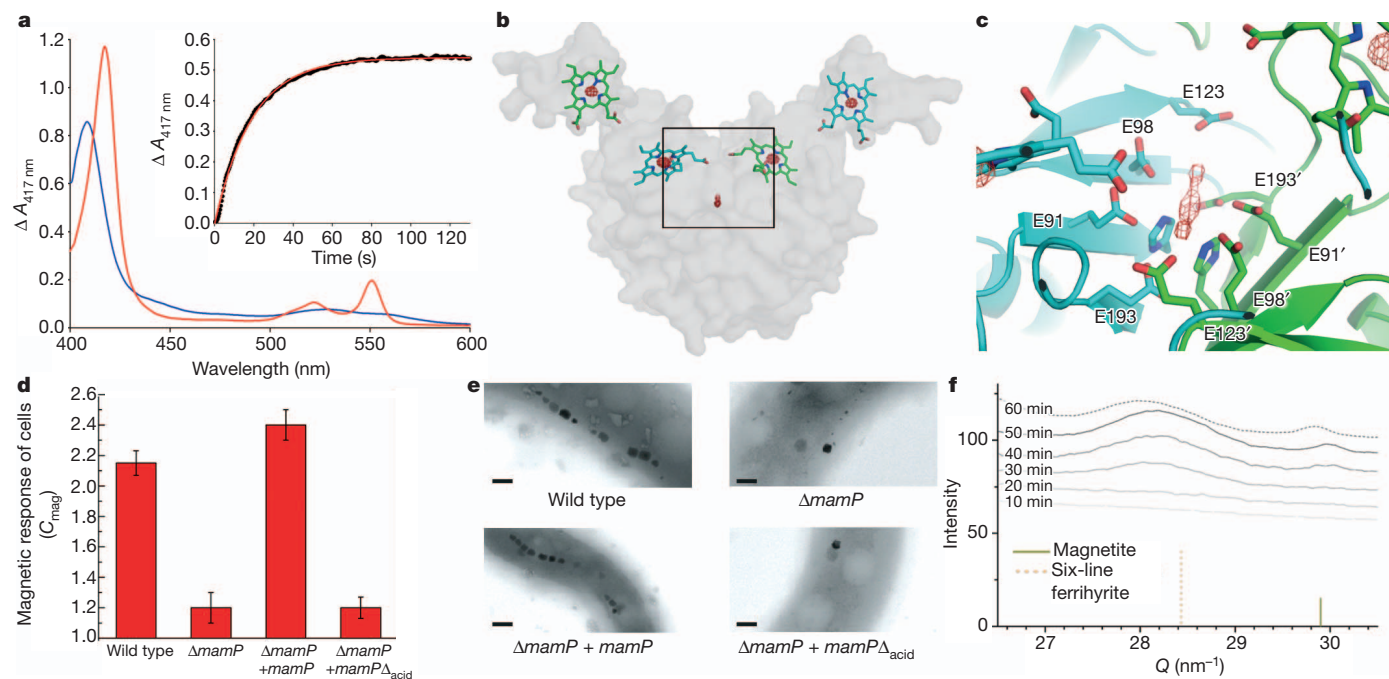 a
Δ A417 nm
1.2
1.0
0.8
0.6
0.4
0.2
0.0
400
450
500
550
600
Wavelength (nm)
Δ A417 nm
0.6
0.5
0.4
0.3
0.2
0.1
0.0
0
20
40
60
80
100
120
Time (s)
b
c
E123
E98
E193′
E91
E91′
E98′
E193
E123′
d
Magnetic response of cells
(Cmag)
2.6
2.4
2.2
2.0
1.8
1.6
1.4
1.2
1.0
Wild type
ΔmamP
ΔmamP
+mamP
ΔmamP
+mamPΔacid
e
Wild type
ΔmamP
ΔmamP + mamP
ΔmamP + mamPΔacid
f
Intensity
100
50
0
60 min
50 min
40 min
30 min
20 min
10 min
Magnetite
Six-line
ferrihyrite
27
28
29
30
Q (nm−1)